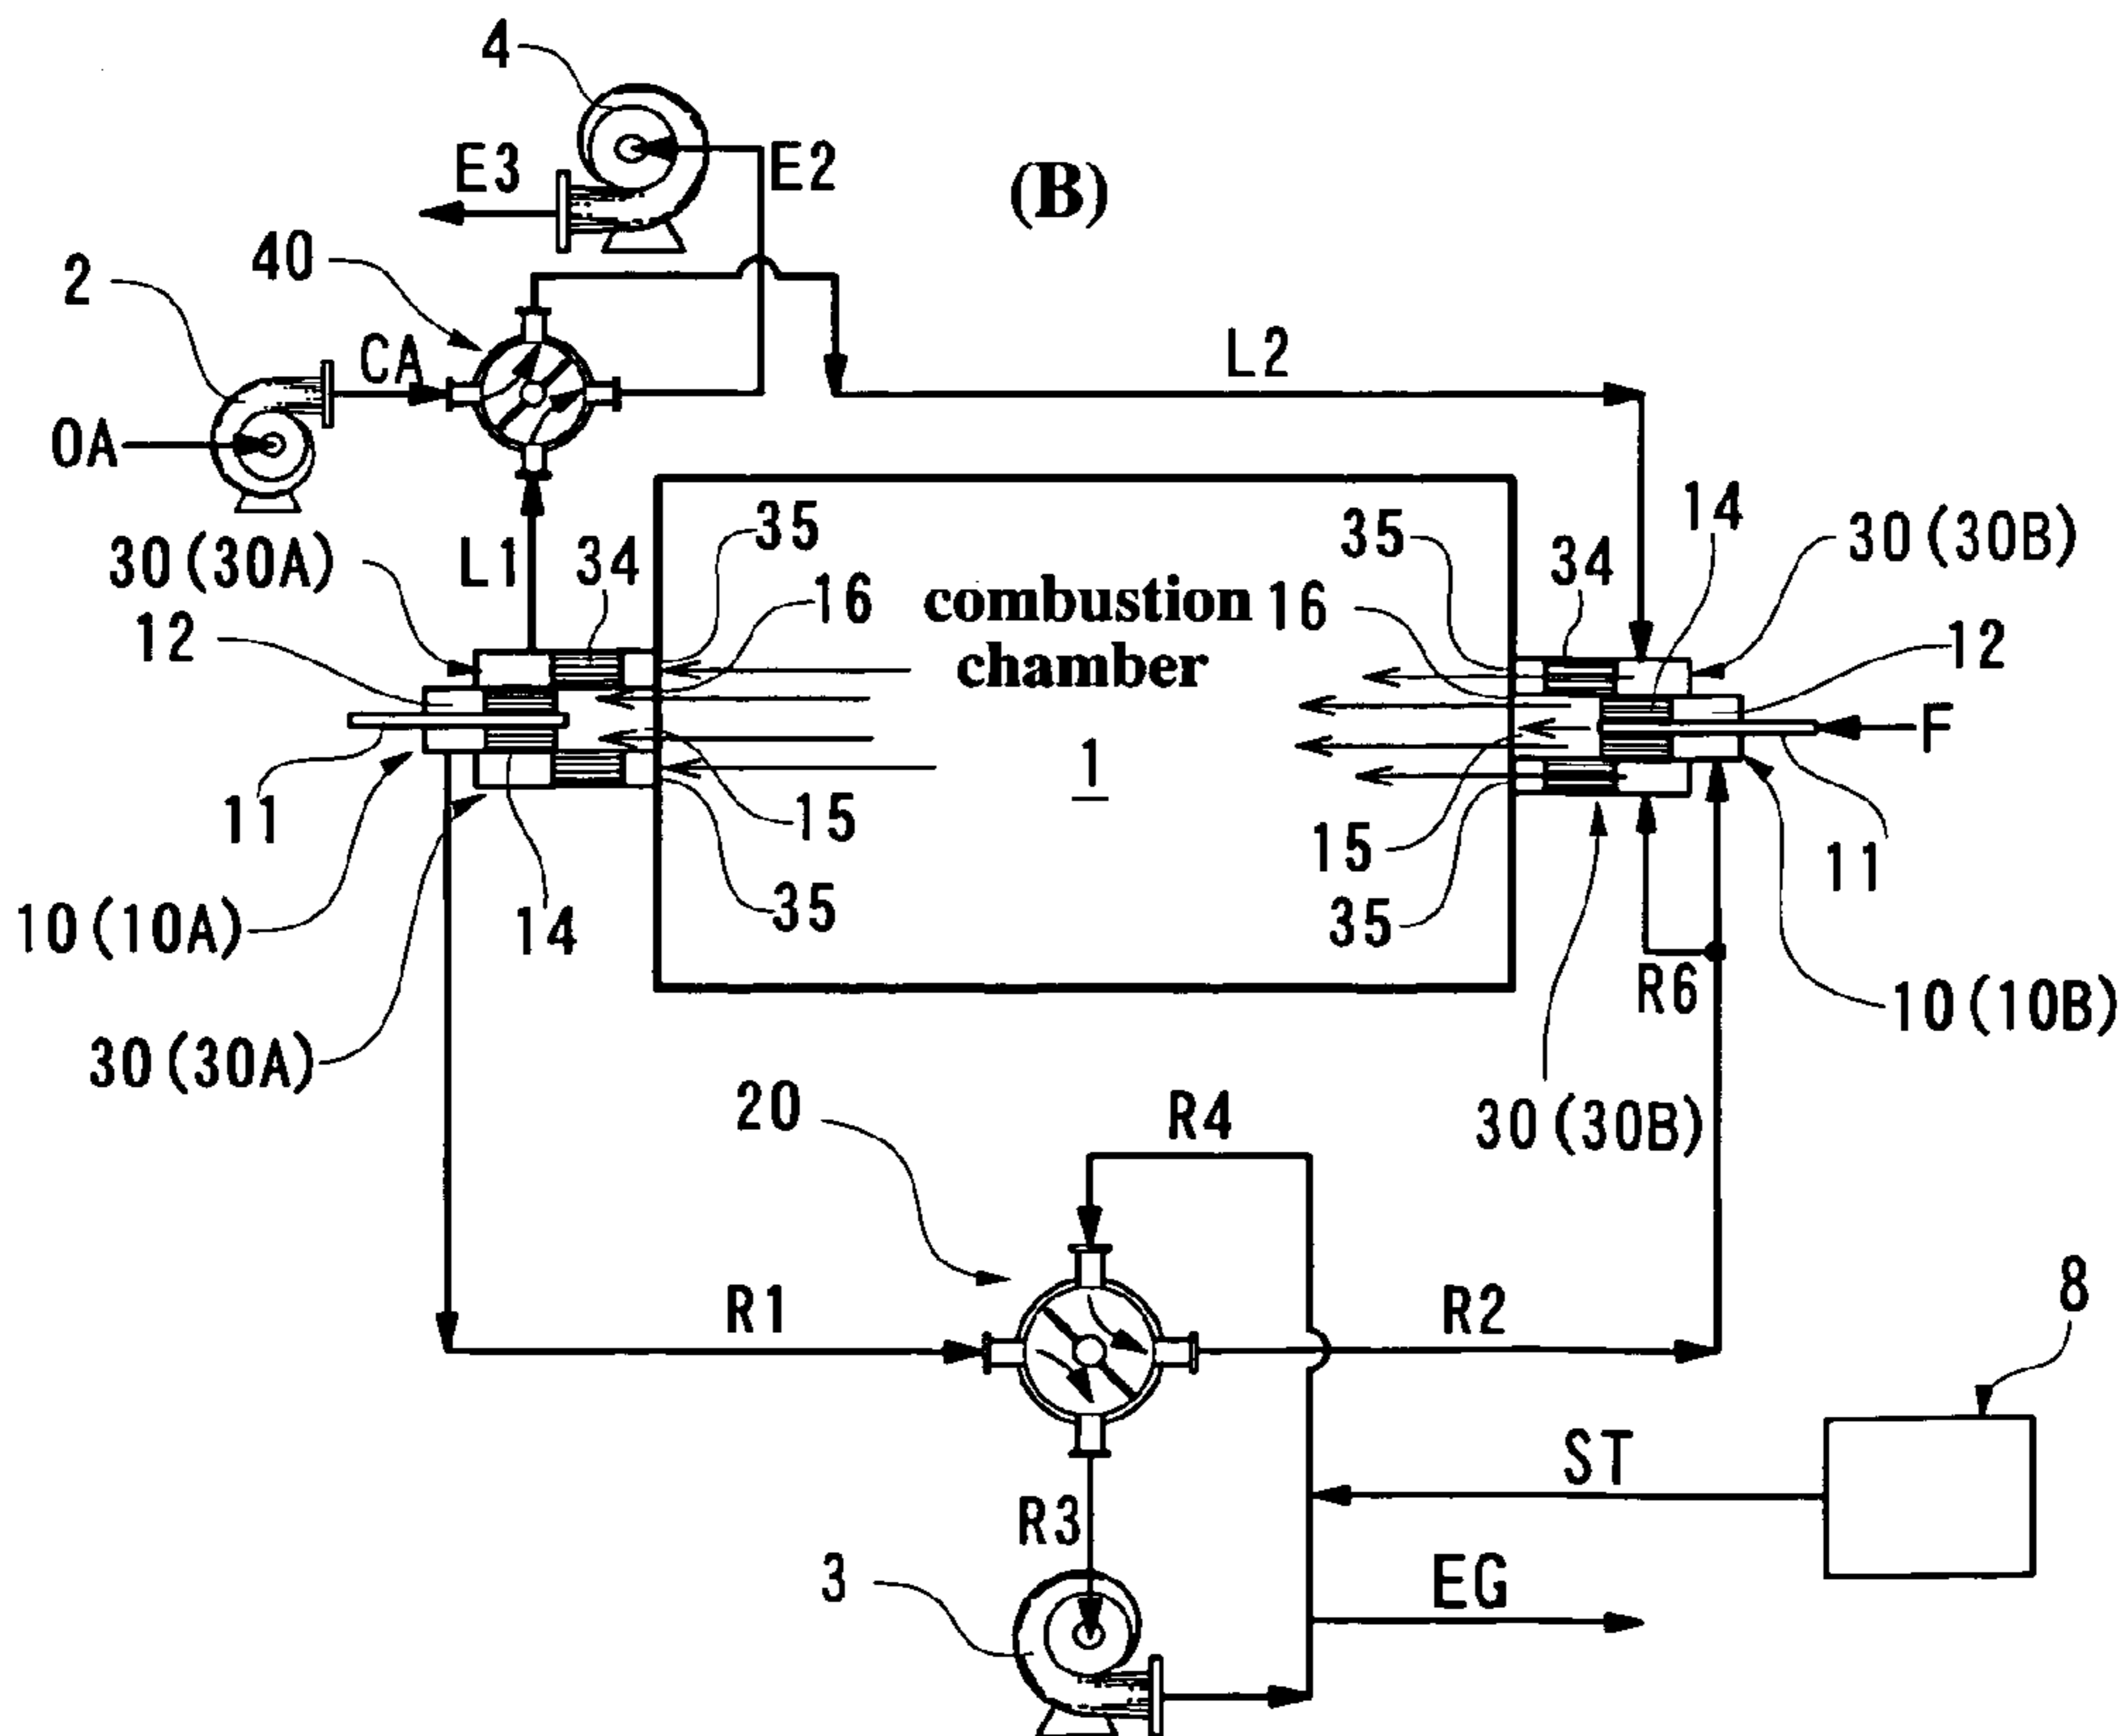 4
E3
E2
(B)
40
2
CA
L2
OA
14
35
35
30(30A)
L1
34
34
30(30B)
combustion
chamber
16
16
12
12
F
1
11
15
15
11
10(10A)
14
35
35
R6
10(10B)
30(30A)
20
R4
30(30B)
R1
R2
8
ST
R3
3
EG